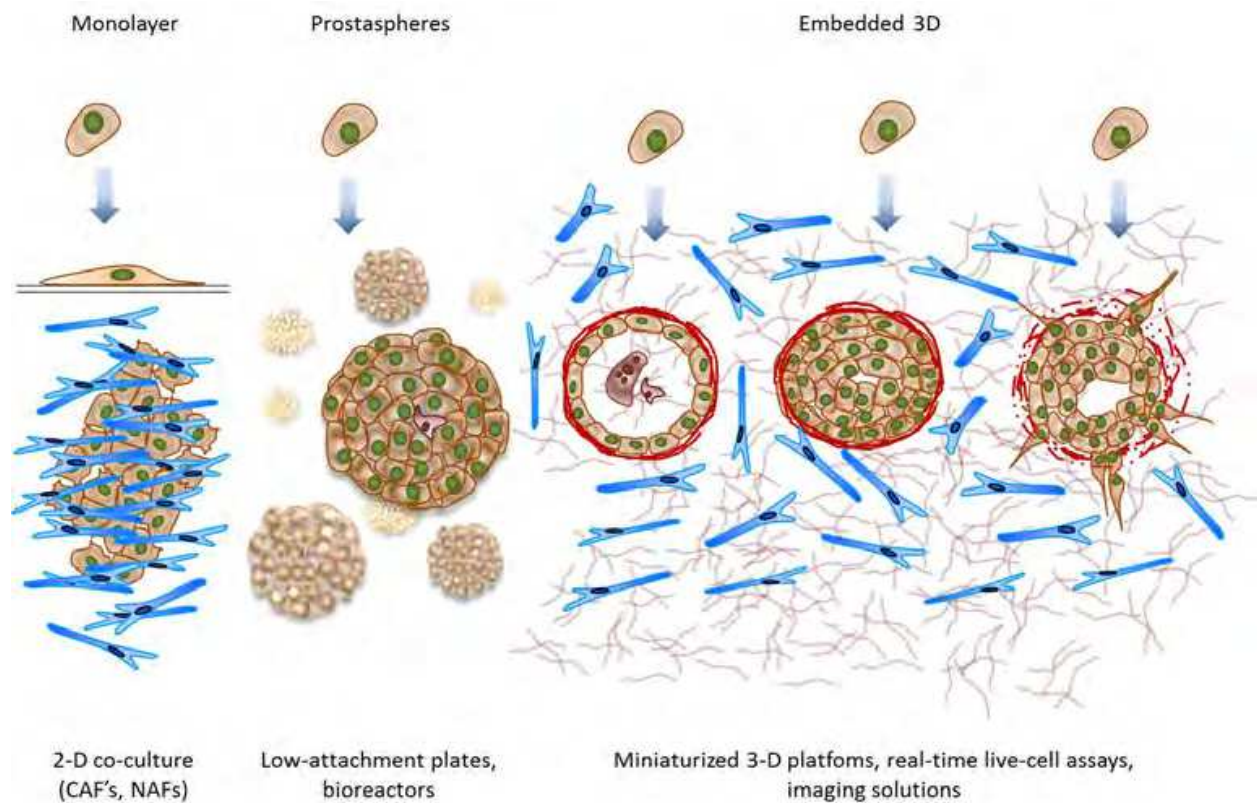 Monolayer
Prostaspheres
Embedded 3D
2-D co-culture
(CAF's, NAFs)
Low-attachment plates,
bioreactors
Miniaturized 3-D platfoms, real-time live-cell assays,
imaging solutions